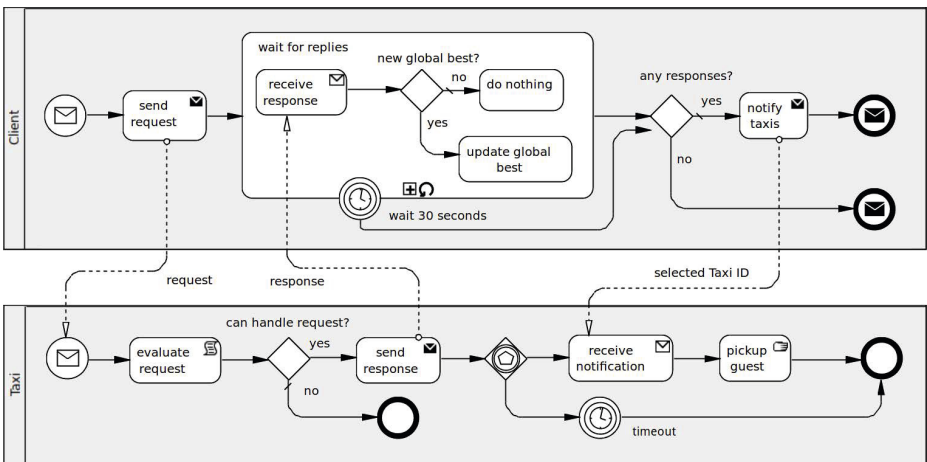 Client
send
request
wait for replies
receive
response
new global best?
no
do nothing
yes
update global
best
wait 30 seconds
any responses?
yes
notify
taxis
no
request
response
selected Taxi ID
Taxi
evaluate
request
can handle request?
yes
send
response
no
receive
notification
pickup
guest
timeout